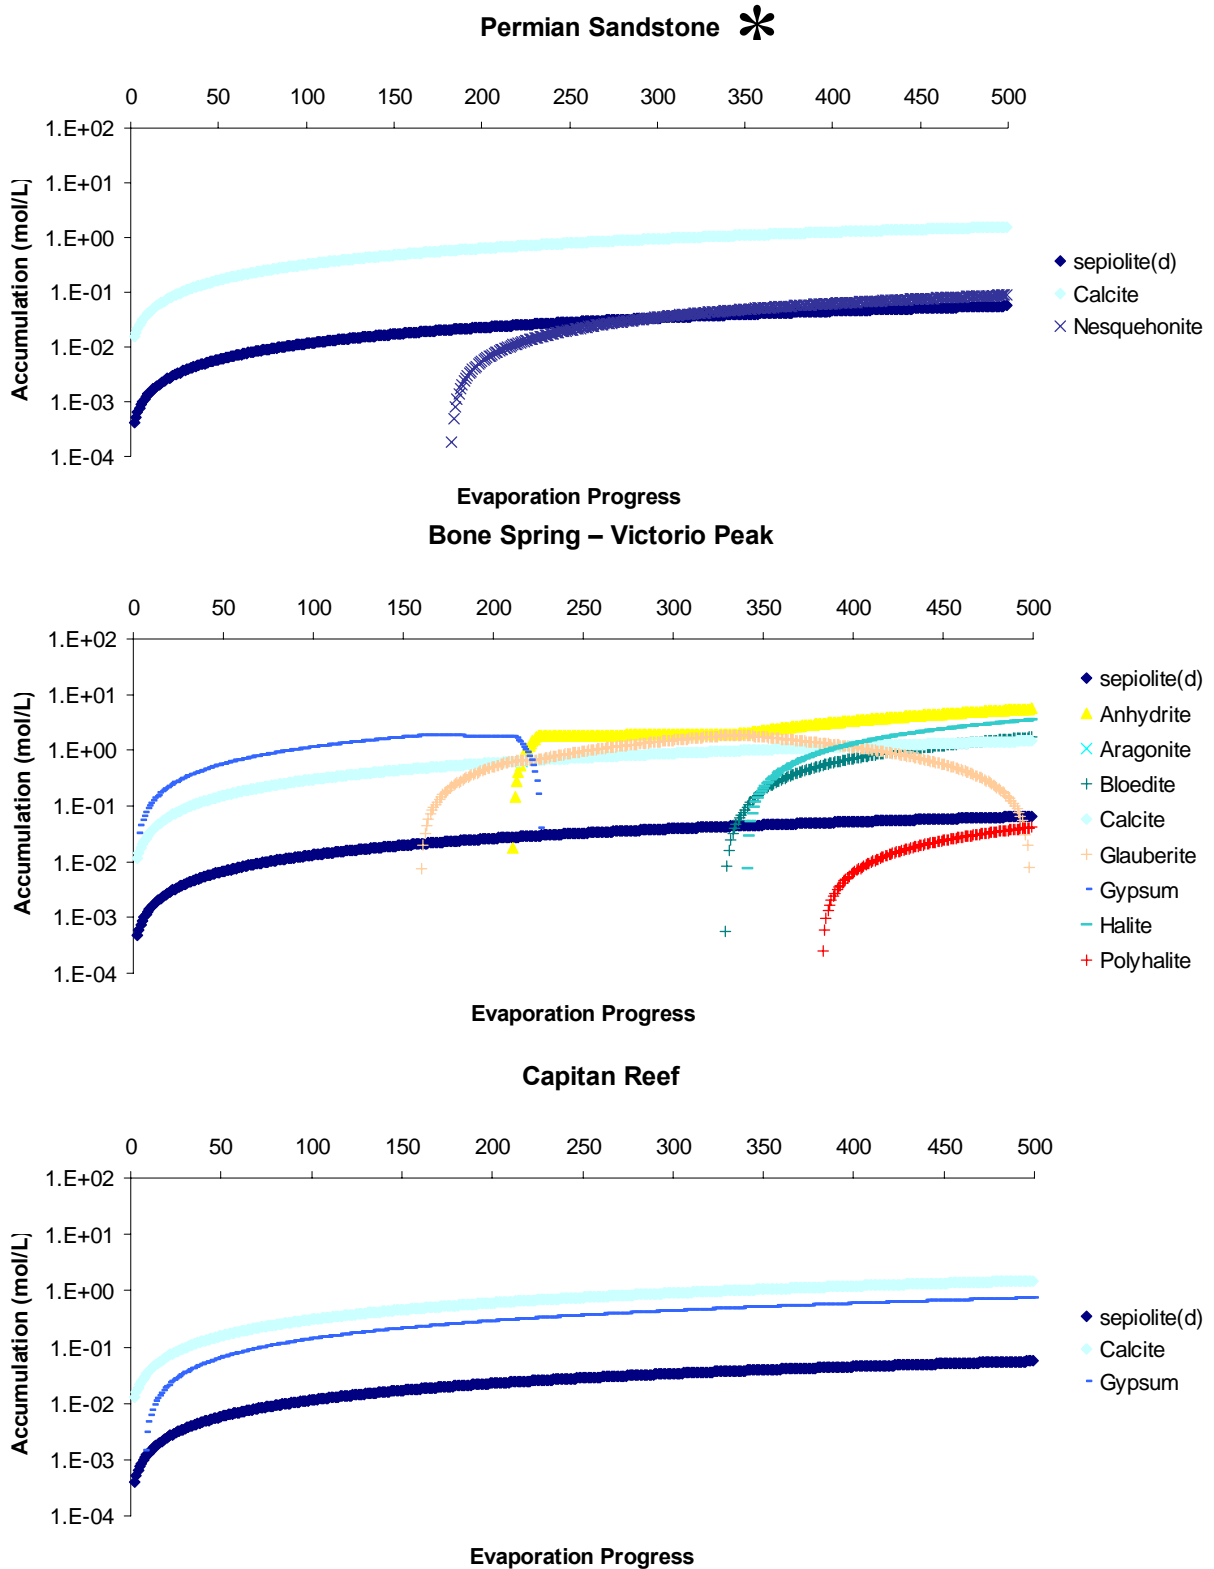 Permian Sandstone *
0 50 100 150 200 250 300 350 400 450 500
1.E+02
1.E+01
1.E+00
1.E-01
1.E-02
1.E-03
1.E-04
Accumulation (mol/L)
sepiolite(d)
Calcite
Nesquehonite
Evaporation Progress
Bone Spring – Victorio Peak
0 50 100 150 200 250 300 350 400 450 500
1.E+02
1.E+01
1.E+00
1.E-01
1.E-02
1.E-03
1.E-04
Accumulation (mol/L)
sepiolite(d)
Anhydrite
Aragonite
Bloedite
Calcite
Glauberite
Gypsum
Halite
Polyhalite
Evaporation Progress
Capitan Reef
0 50 100 150 200 250 300 350 400 450 500
1.E+02
1.E+01
1.E+00
1.E-01
1.E-02
1.E-03
1.E-04
Accumulation (mol/L)
sepiolite(d)
Calcite
Gypsum
Evaporation Progress